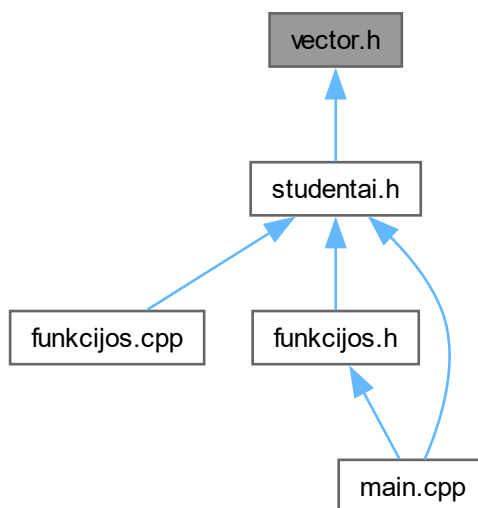 vector.h
studentai.h
funkcijos.cpp
funkcijos.h
main.cpp